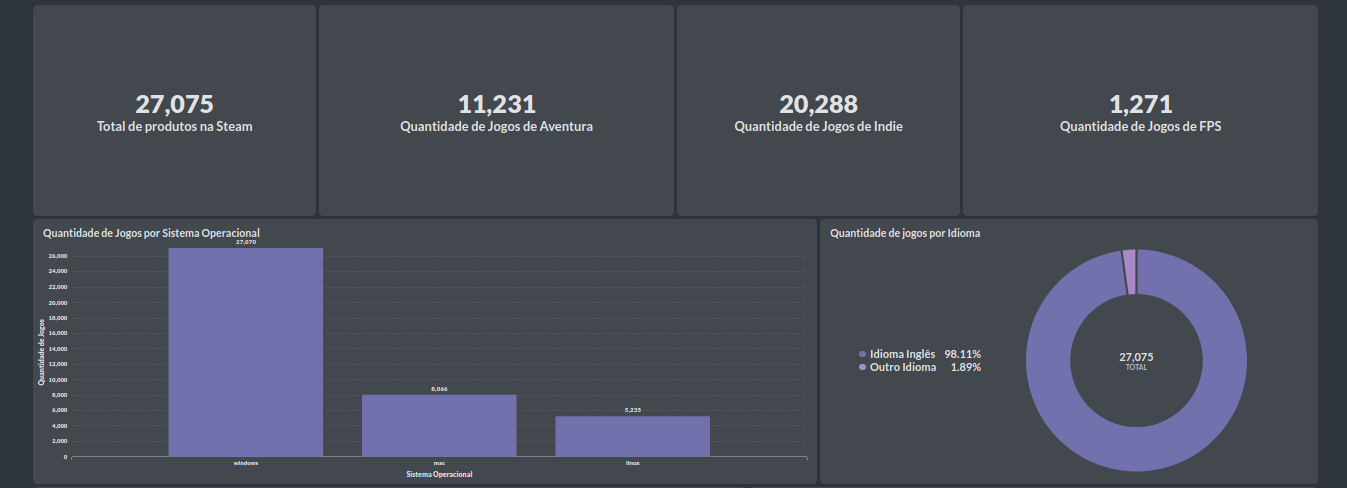 27,075
Total de produtos na Steam
11,231
Quantidade de Jogos de Aventura
20,288
Quantidade de Jogos de Indie
1,271
Quantidade de Jogos de FPS
Quantidade de Jogos por Sistema Operacional
27,070
26,000
24,000
22,000
20,000
18,000
16,000
14,000
12,000
10,000
8,000
6,000
4,000
2,000
0
Quantidade de Jogos
8,066
5,235
windows
mac
linux
Sistema Operacional
Quantidade de jogos por Idioma
Idioma Inglês 98.11%
Outro Idioma 1.89%
27,075
TOTAL